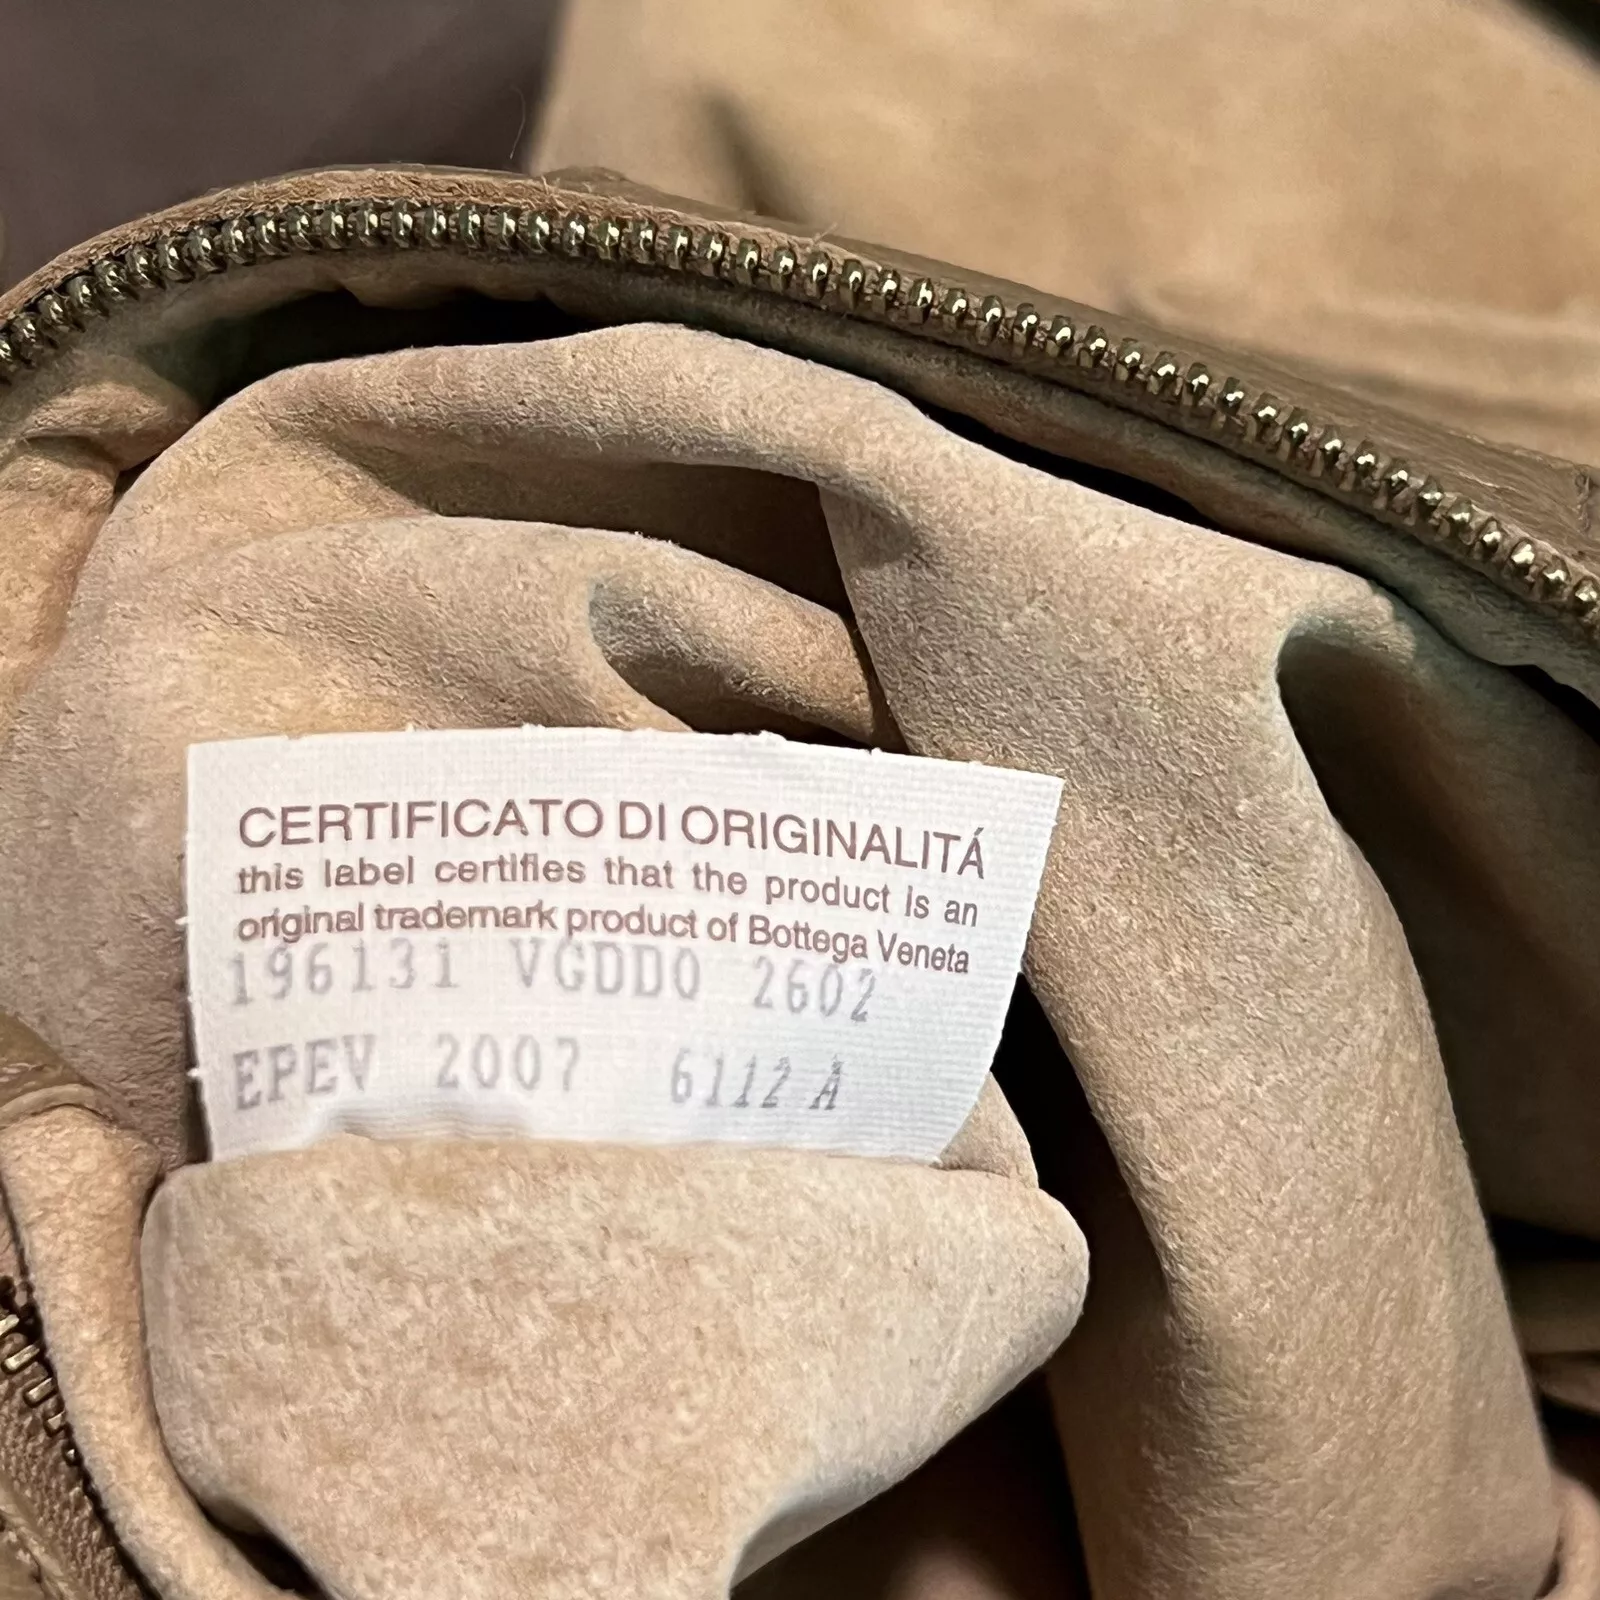 CERTIFICATO DI ORIGINALITÁ
this label certifies that the product is an
original trademark product of Bottega Veneta
196131 VGDD0 2602
EPEV 2007 6112 A